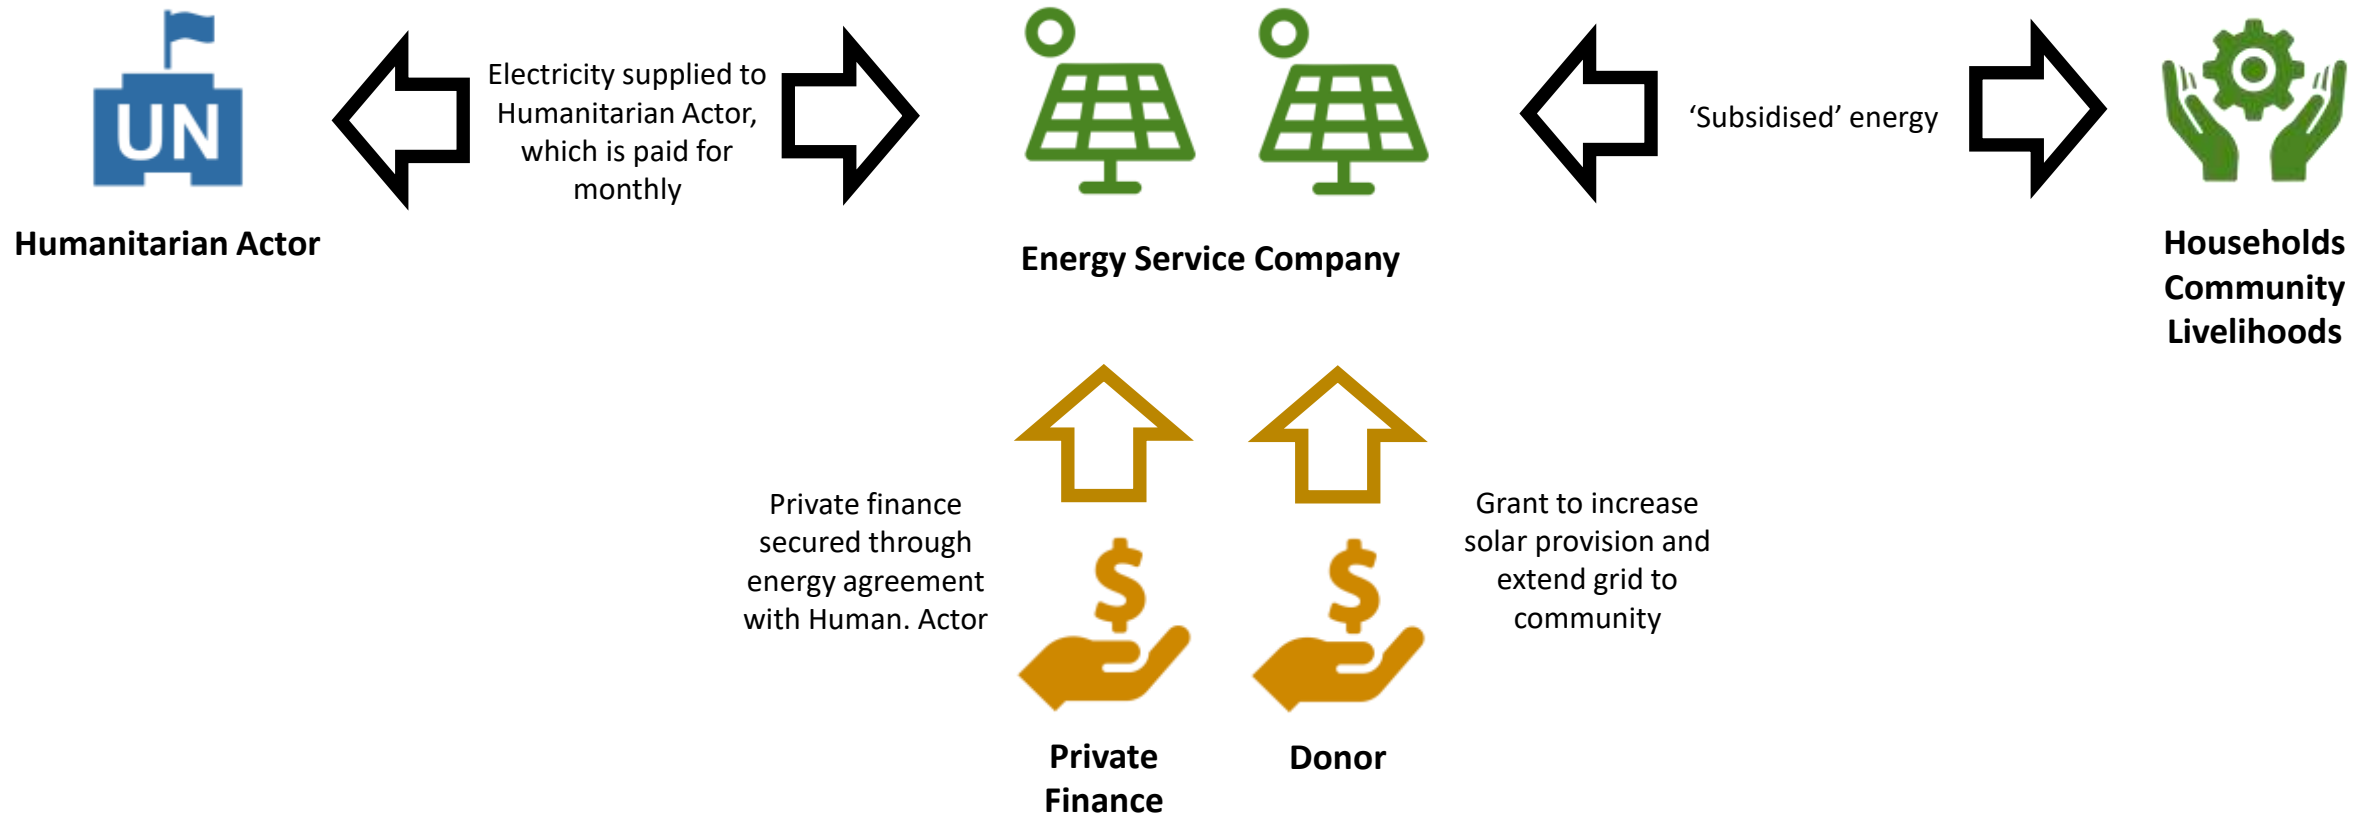 UN
Humanitarian Actor
Electricity supplied to
Humanitarian Actor,
which is paid for
monthly
Energy Service Company
‘Subsidised’ energy
Households
Community
Livelihoods
Private finance
secured through
energy agreement
with Human. Actor
$
Private
Finance
$
Donor
Grant to increase
solar provision and
extend grid to
community